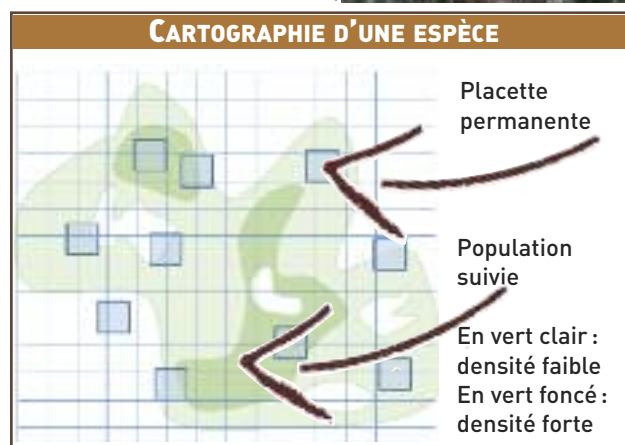 CARTOGRAPHIE D'UNE ESPÈCE
Placette
permanente
Population
suivie
En vert clair :
densité faible
En vert foncé :
densité forte